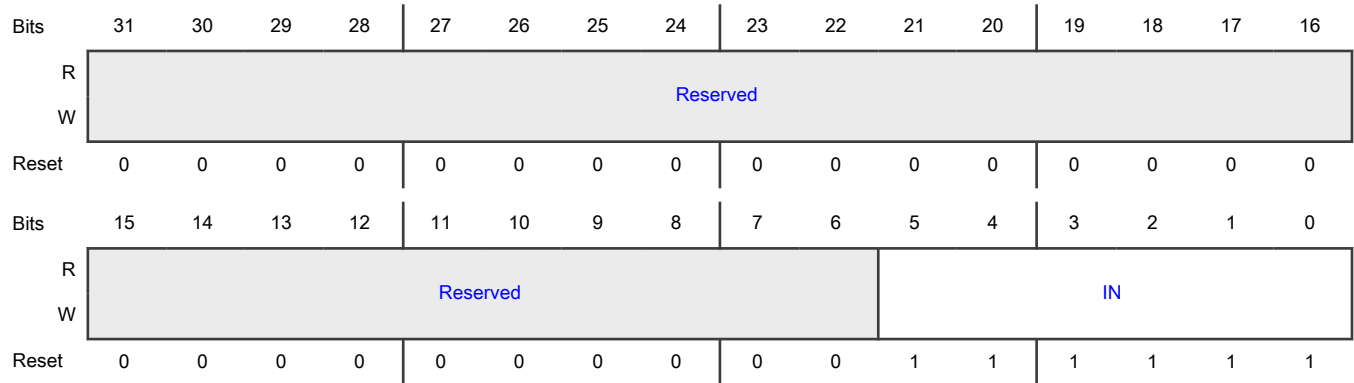 Bits 31 30 29 28 27 26 25 24 23 22 21 20 19 18 17 16
R
Reserved
W
Reset 0 0 0 0 0 0 0 0 0 0 0 0 0 0 0 0
Bits 15 14 13 12 11 10 9 8 7 6 5 4 3 2 1 0
R
Reserved IN
W
Reset 0 0 0 0 0 0 0 0 0 0 1 1 1 1 1 1